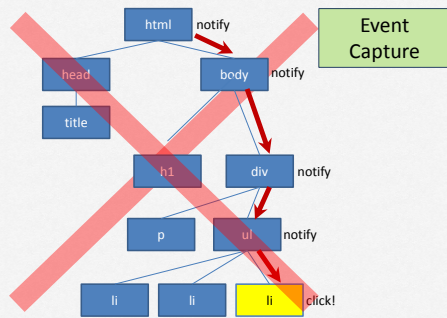 html notify
Event
Capture
head
body notify
title
h1
div notify
p
ul notify
li
li
li click!